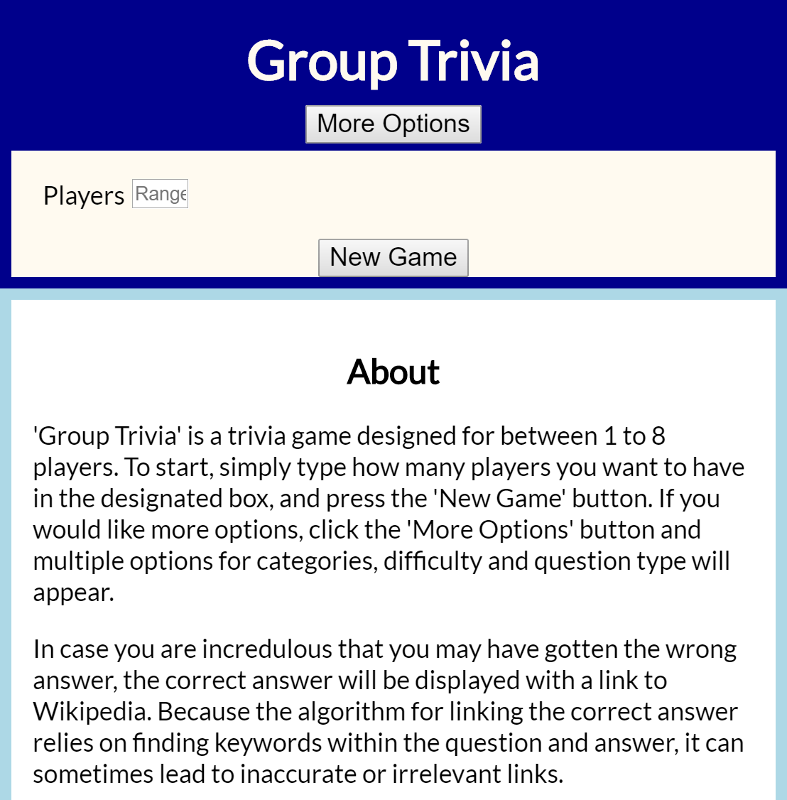 Group Trivia
More Options
Players Range
New Game
About
'Group Trivia' is a trivia game designed for between 1 to 8
players. To start, simply type how many players you want to have
in the designated box, and press the 'New Game' button. If you
would like more options, click the 'More Options' button and
multiple options for categories, difficulty and question type will
appear.
In case you are incredulous that you may have gotten the wrong
answer, the correct answer will be displayed with a link to
Wikipedia. Because the algorithm for linking the correct answer
relies on finding keywords within the question and answer, it can
sometimes lead to inaccurate or irrelevant links.